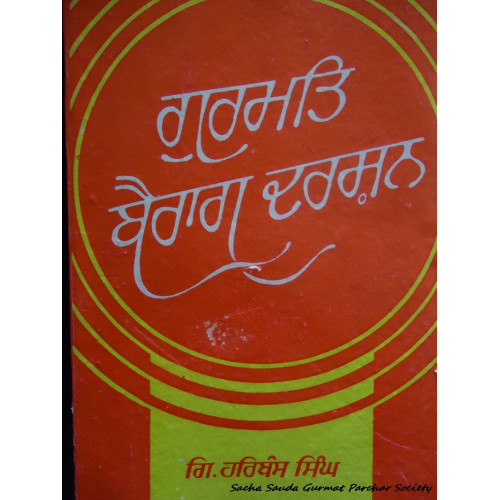 ਗੁਰਮਤਿ
ਬੈਰਾਗ ਦਰਸ਼ਨ
ਗਿ. ਹਰਿਬੰਸ ਸਿੰਘ
Sacha Sauda Gurmat Parchar Society